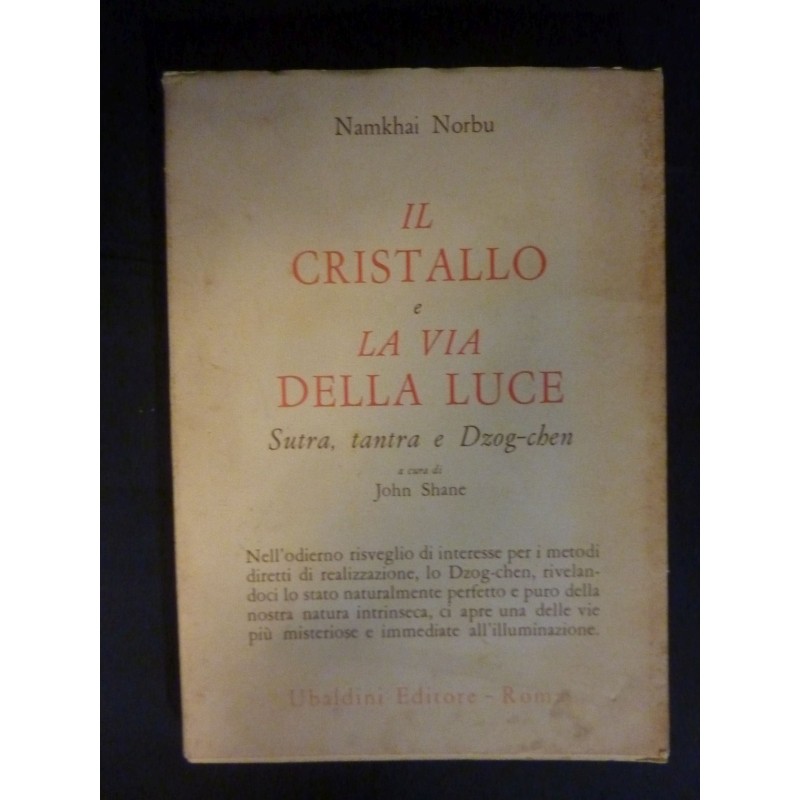 Namkhai Norbu
IL
CRISTALLO
e
LA VIA
DELLA LUCE
Sutra, tantra e Dzog-chen
a cura di
John Shane
Nell'odierno risveglio di interesse per i metodi
diretti di realizzazione, lo Dzog-chen, rivelan-
doci lo stato naturalmente perfetto e puro della
nostra natura intrinseca, ci apre una delle vie
più misteriose e immediate all'illuminazione.
Ubaldini Editore - Roma